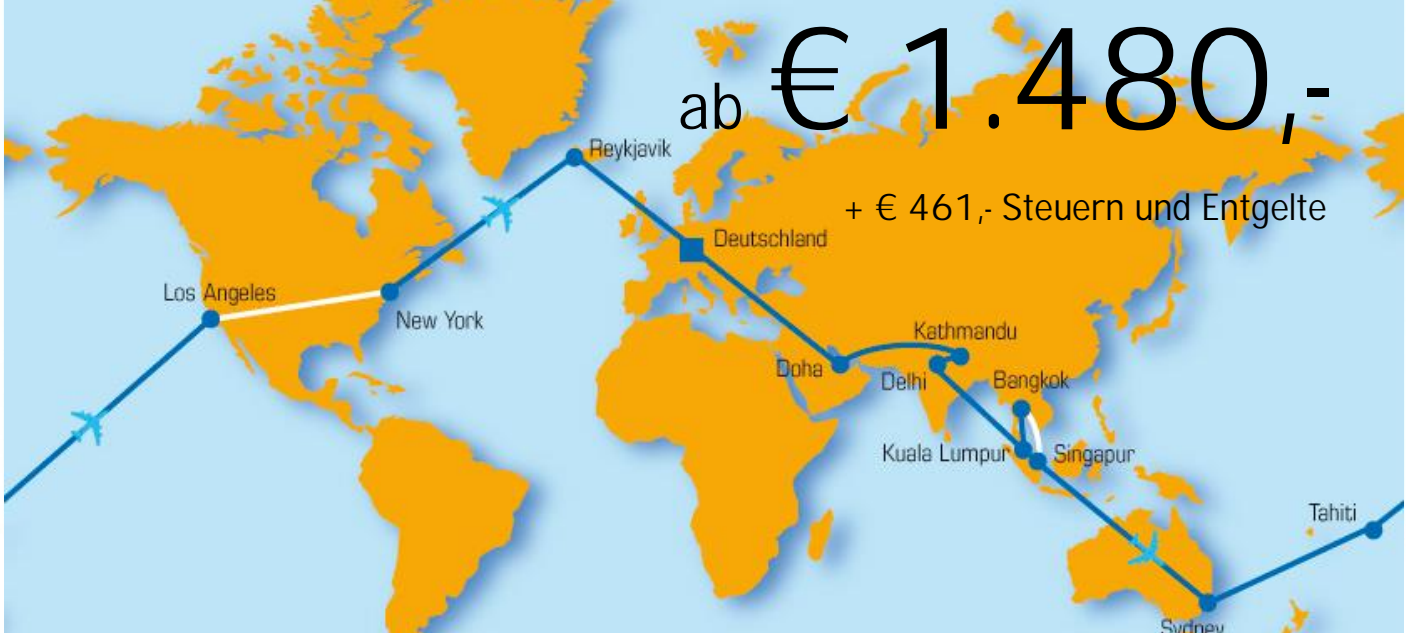 ab € 1.480,-
Reykjavik
+ € 461,- Steuern und Entgelte
Deutschland
Los Angeles
New York
Kathmandu
Doha
Delhi
Bangkok
Kuala Lumpur
Singapur
Tahiti
Sydney